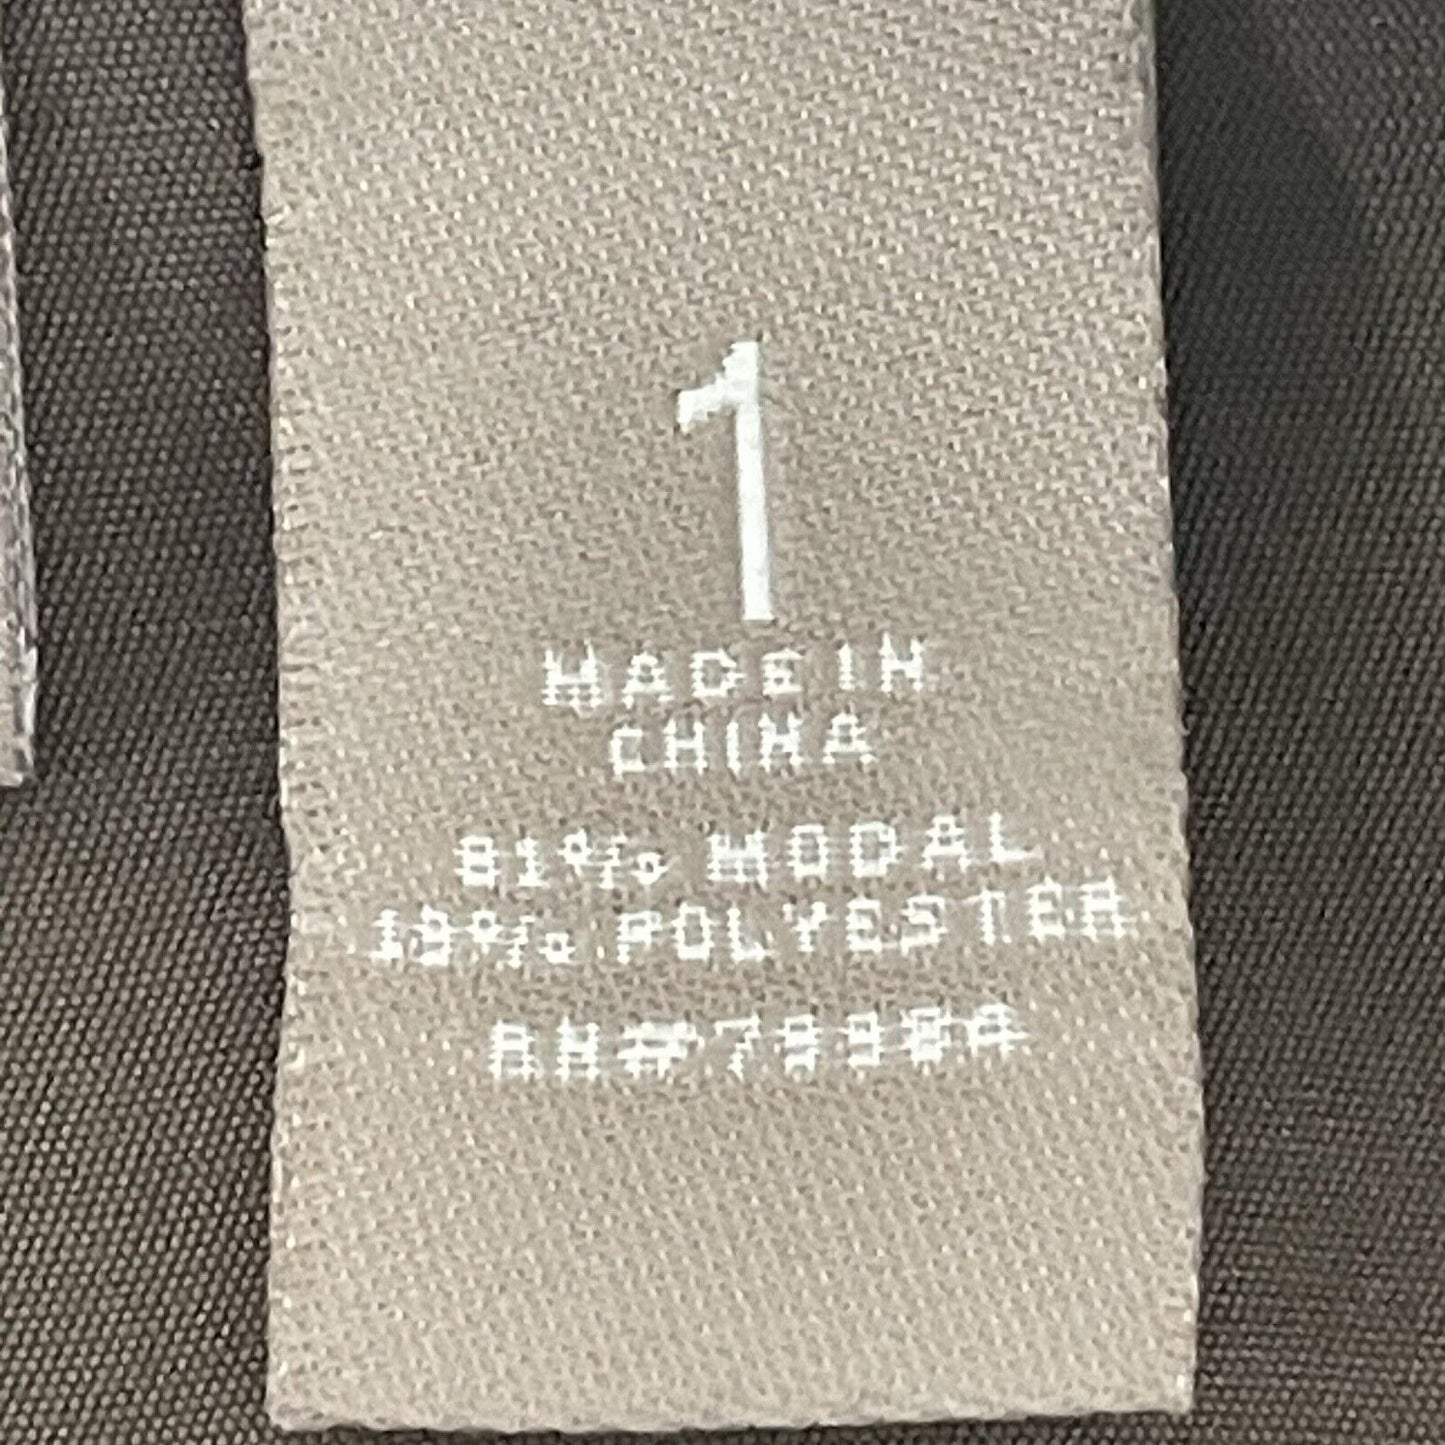 1
MADE IN
CHINA
81% MODAL
19% POLYESTER